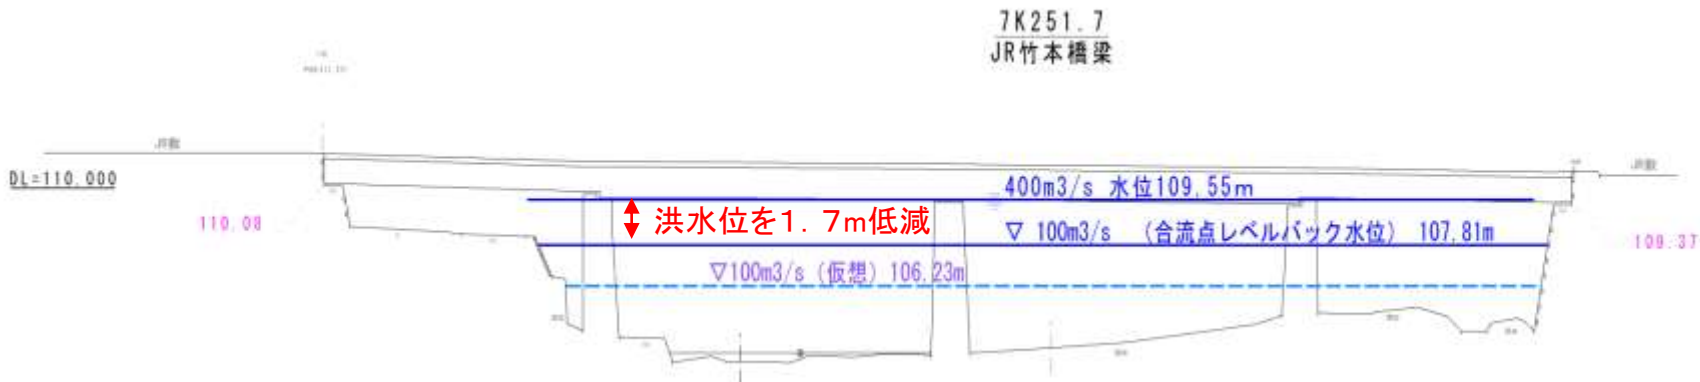 7K251.7
JR竹本橋梁
DL=110.000
400m3/s 水位109.55m
110.08
洪水位を1.7m低減
▽ 100m3/s (合流点レベルバック水位) 107.81m
109.37
▽100m3/s (仮想) 106.23m